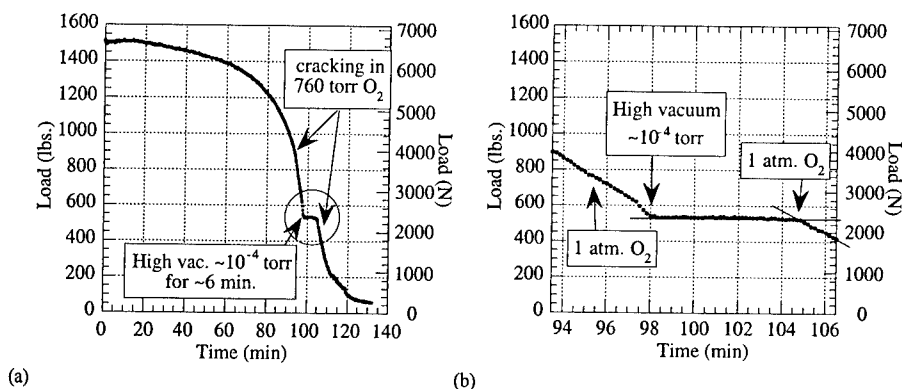 1600
1400
1200
1000
800
600
400
200
0
Load (lbs.)
7000
6000
5000
4000
3000
2000
1000
0
Load (N)
cracking in
760 torr O2
High vac. ~10-4 torr
for ~6 min.
0 20 40 60 80 100 120 140
Time (min)
(a)
1600
1400
1200
1000
800
600
400
200
0
Load (lbs.)
7000
6000
5000
4000
3000
2000
1000
0
Load (N)
High vacuum
~10-4 torr
1 atm. O2
1 atm. O2
94 96 98 100 102 104 106
Time (min)
(b)